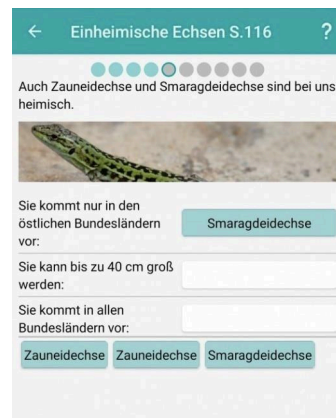 ← Einheimische Echsen S.116 ?
Auch Zauneidechse und Smaragdeidechse sind bei uns
heimisch.
Sie kommt nur in den
östlichen Bundesländern
vor:
Smaragdeidechse
Sie kann bis zu 40 cm groß
werden:
Sie kommt in allen
Bundesländern vor:
Zauneidechse Zauneidechse Smaragdeidechse